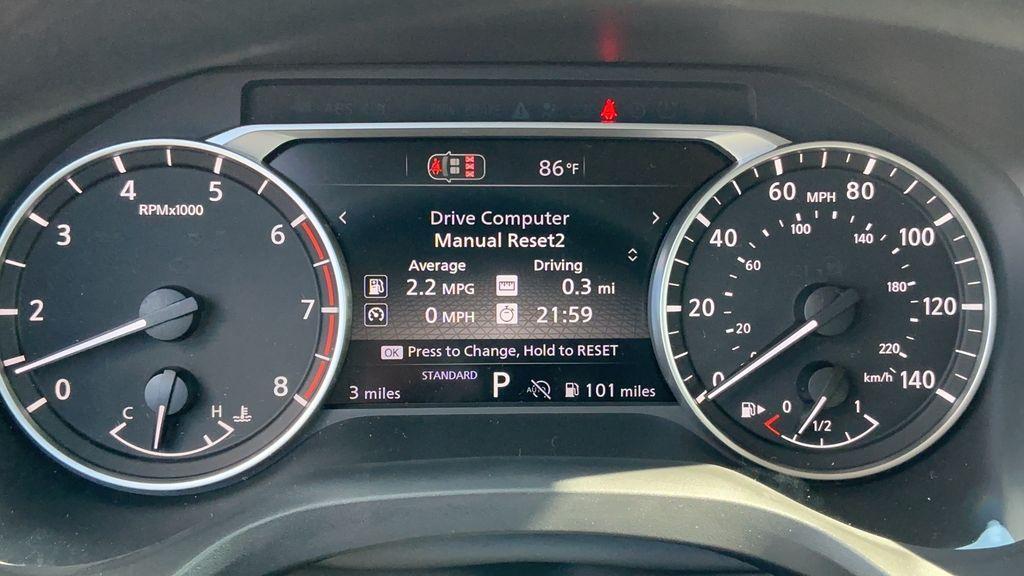 86°F
Drive Computer
Manual Reset2
Average Driving
2.2 MPG 0.3 mi
0 MPH 21:59
OK Press to Change, Hold to RESET
STANDARD
3 miles P 101 miles
RPMx1000
0
2
3
4
5
6
7
8
C H
MPH
0
20
40
60
80
100
120
140
km/h
0
20
60
100
140
180
220
0 1/2 1